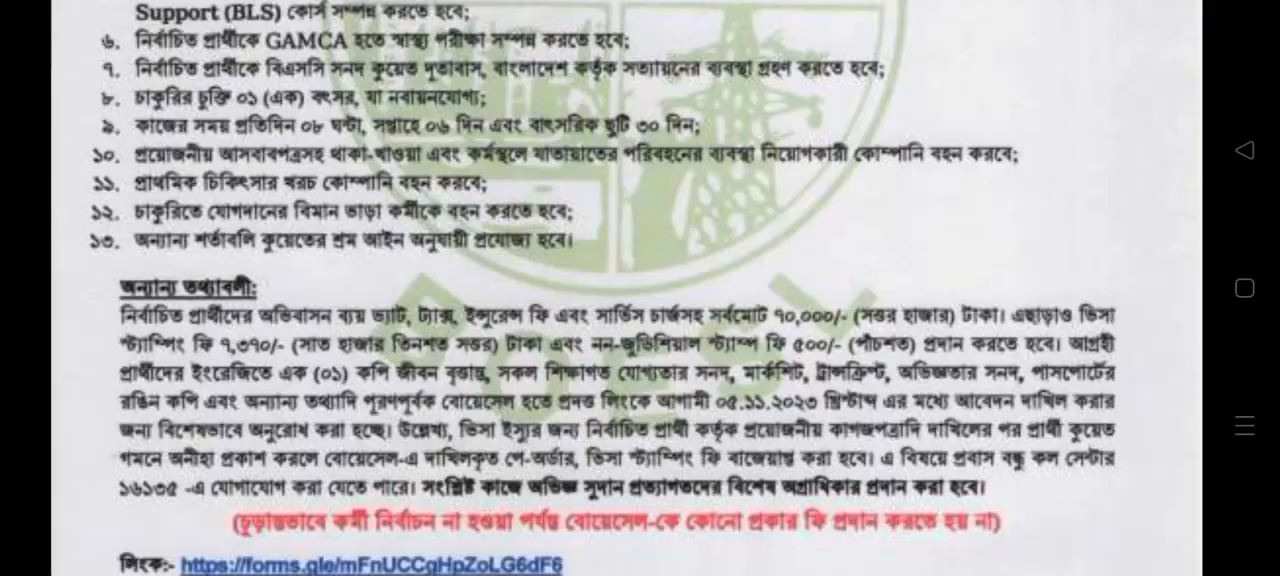 Support (BLS) কোর্স সম্পন্ন করতে হবে;
৬. নির্বাচিত প্রার্থীকে GAMCA হতে স্বাস্থ্য পরীক্ষা সম্পন্ন করতে হবে;
৭. নির্বাচিত প্রার্থীকে বিএসসি সনদ কুয়েত দূতাবাস, বাংলাদেশ কর্তৃক সত্যায়নের ব্যবস্থা গ্রহণ করতে হবে;
৮. চাকুরির চুক্তি ০১ (এক) বৎসর, যা নবায়নযোগ্য;
৯. কাজের সময় প্রতিদিন ০৮ ঘন্টা, সপ্তাহে ০৬ দিন এবং বাৎসরিক ছুটি ৩০ দিন;
১০. প্রয়োজনীয় আসবাবপত্রসহ থাকা-খাওয়া এবং কর্মস্থলে যাতায়াতের পরিবহনের ব্যবস্থা নিয়োগকারী কোম্পানি বহন করবে;
১১. প্রাথমিক চিকিৎসার খরচ কোম্পানি বহন করবে;
১২. চাকুরিতে যোগদানের বিমান ভাড়া কর্মীকে বহন করতে হবে;
১৩. অন্যান্য শর্তাবলি কুয়েতের শ্রম আইন অনুযায়ী প্রযোজ্য হবে।
অন্যান্য তথ্যাবলী:
নির্বাচিত প্রার্থীদের অভিবাসন ব্যয় ভ্যাট, ট্যাক্স, ইন্সুরেন্স ফি এবং সার্ভিস চার্জসহ সর্বমোট ৭০,০০০/- (সত্তর হাজার) টাকা। এছাড়াও ভিসা
স্ট্যাম্পিং ফি ৭,৩৭০/- (সাত হাজার তিনশত সত্তর) টাকা এবং নন-জুডিশিয়াল স্ট্যাম্প ফি ৫০০/- (পাঁচশত) প্রদান করতে হবে। আগ্রহী
প্রার্থীদের ইংরেজিতে এক (০১) কপি জীবন বৃত্তান্ত, সকল শিক্ষাগত যোগ্যতার সনদ, মার্কশিট, ট্রান্সক্রিপ্ট, অভিজ্ঞতার সনদ, পাসপোর্টের
রঙিন কপি এবং অন্যান্য তথ্যাদি পূরণপূর্বক বোয়েসেল হতে প্রদত্ত লিংকে আগামী ০৫.১১.২০২৩ খ্রিস্টাব্দ এর মধ্যে আবেদন দাখিল করার
জন্য বিশেষভাবে অনুরোধ করা হচ্ছে। উল্লেখ্য, ভিসা ইস্যুর জন্য নির্বাচিত প্রার্থী কর্তৃক প্রয়োজনীয় কাগজপত্রাদি দাখিলের পর প্রার্থী কুয়েত
গমনে অনীহা প্রকাশ করলে বোয়েসেল-এ দাখিলকৃত পে-অর্ডার, ভিসা স্ট্যাম্পিং ফি বাজেয়াপ্ত করা হবে। এ বিষয়ে প্রবাস বন্ধু কল সেন্টার
১৬১৩৫ -এ যোগাযোগ করা যেতে পারে। সংশ্লিষ্ট কাজে অভিজ্ঞ সুদান প্রত্যাগতদের বিশেষ অগ্রাধিকার প্রদান করা হবে।
(চূড়ান্তভাবে কর্মী নির্বাচন না হওয়া পর্যন্ত বোয়েসেল-কে কোনো প্রকার ফি প্রদান করতে হয় না)
লিংক:- https://forms.gle/mFnUCCgHpZoLG6dF6
BOESL